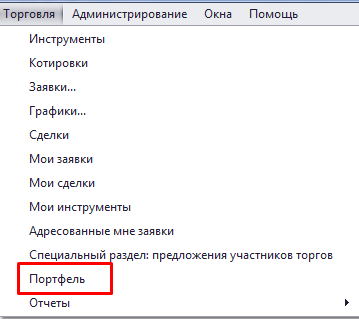 Торговля Администрирование Окна Помощь
Инструменты
Котировки
Заявки...
Графики...
Сделки
Мои заявки
Мои сделки
Мои инструменты
Адресованные мне заявки
Специальный раздел: предложения участников торгов
Портфель
Отчеты